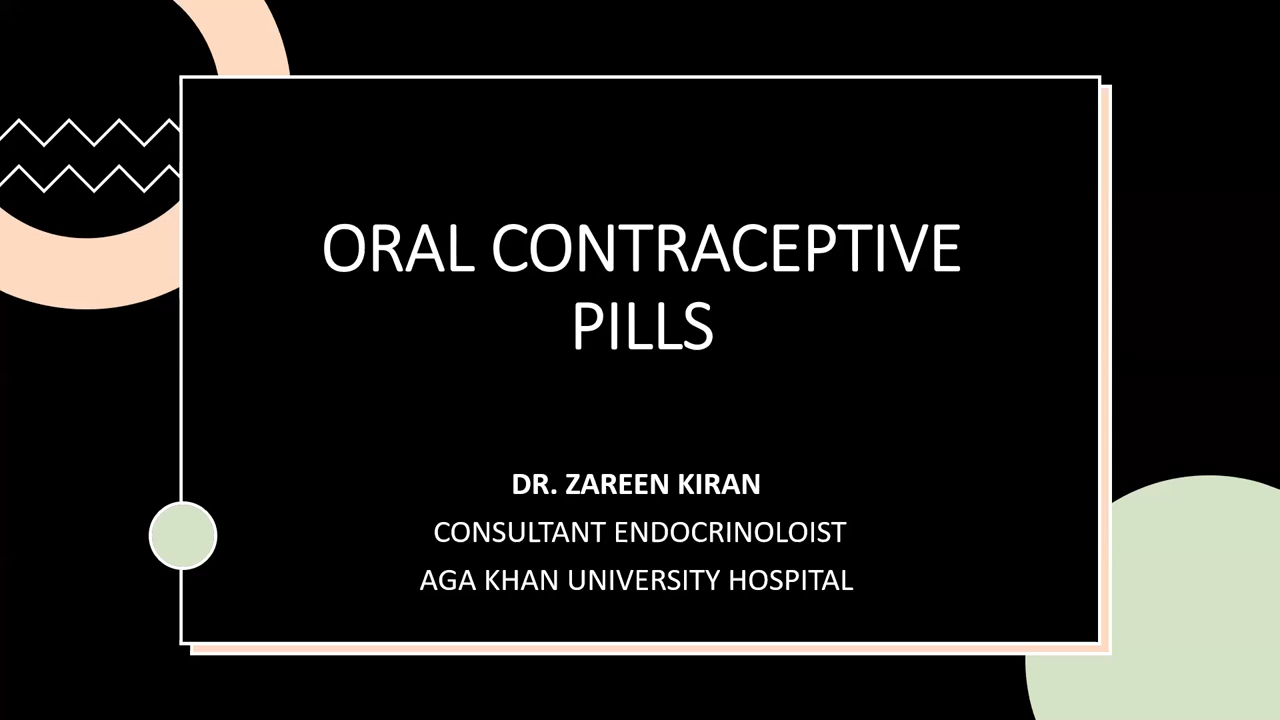 ORAL CONTRACEPTIVE
PILLS
DR. ZAREEN KIRAN
CONSULTANT ENDOCRINOLOIST
AGA KHAN UNIVERSITY HOSPITAL